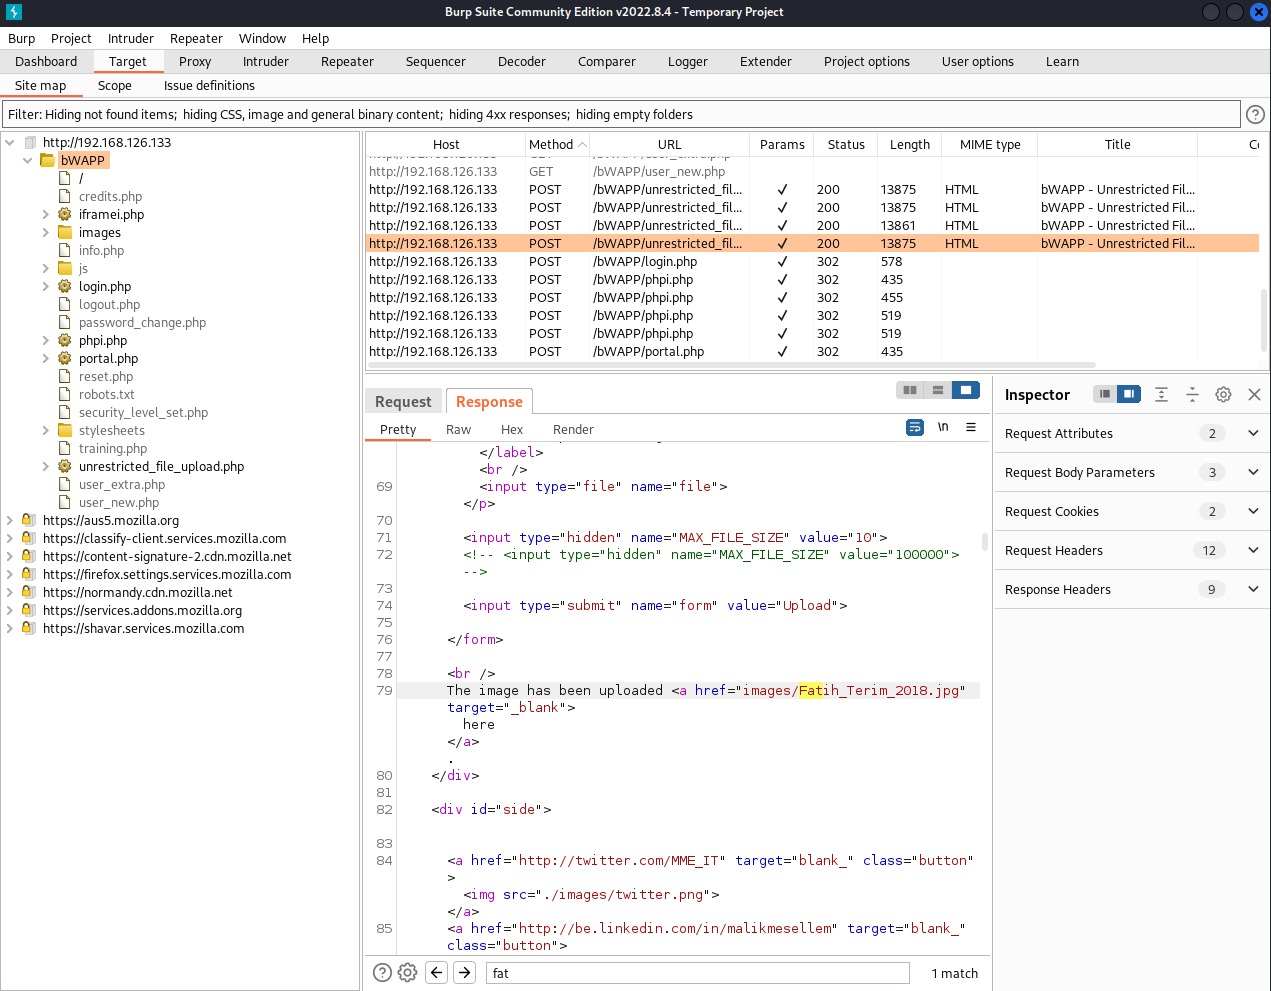 Burp Suite Community Edition v2022.8.4 - Temporary Project
Burp Project Intruder Repeater Window Help
Dashboard Target Proxy Intruder Repeater Sequencer Decoder Comparer Logger Extender Project options User options Learn
Site map Scope Issue definitions
Filter: Hiding not found items; hiding CSS, image and general binary content; hiding 4xx responses; hiding empty folders
http://192.168.126.133
bWAPP
/
credits.php
iframei.php
images
info.php
js
login.php
logout.php
password_change.php
phpi.php
portal.php
reset.php
robots.txt
security_level_set.php
stylesheets
training.php
unrestricted_file_upload.php
user_extra.php
user_new.php
https://aus5.mozilla.org
https://classify-client.services.mozilla.com
https://content-signature-2.cdn.mozilla.net
https://firefox.settings.services.mozilla.com
https://normandy.cdn.mozilla.net
https://services.addons.mozilla.org
https://shavar.services.mozilla.com
Host Method URL Params Status Length MIME type Title Co
http://192.168.126.133 GET /bWAPP/user_extra.php
http://192.168.126.133 GET /bWAPP/user_new.php
http://192.168.126.133 POST /bWAPP/unrestricted_fil... ✓ 200 13875 HTML bWAPP - Unrestricted Fil...
http://192.168.126.133 POST /bWAPP/unrestricted_fil... ✓ 200 13875 HTML bWAPP - Unrestricted Fil...
http://192.168.126.133 POST /bWAPP/unrestricted_fil... ✓ 200 13861 HTML bWAPP - Unrestricted Fil...
http://192.168.126.133 POST /bWAPP/unrestricted_fil... ✓ 200 13875 HTML bWAPP - Unrestricted Fil...
http://192.168.126.133 POST /bWAPP/login.php ✓ 302 578
http://192.168.126.133 POST /bWAPP/phpi.php ✓ 302 435
http://192.168.126.133 POST /bWAPP/phpi.php ✓ 302 455
http://192.168.126.133 POST /bWAPP/phpi.php ✓ 302 519
http://192.168.126.133 POST /bWAPP/phpi.php ✓ 302 519
http://192.168.126.133 POST /bWAPP/portal.php ✓ 302 435
Request Response
Pretty Raw Hex Render \n
</label>
<br />
69 <input type="file" name="file">
</p>
70
71 <input type="hidden" name="MAX_FILE_SIZE" value="10">
72 <!-- <input type="hidden" name="MAX_FILE_SIZE" value="100000">
-->
73
74 <input type="submit" name="form" value="Upload">
75
76 </form>
77
78 <br />
79 The image has been uploaded <a href="images/Fatih_Terim_2018.jpg"
target="_blank">
here
</a>
.
80 </div>
81
82 <div id="side">
83
84 <a href="http://twitter.com/MME_IT" target="blank_" class="button"
>
<img src="./images/twitter.png">
</a>
85 <a href="http://be.linkedin.com/in/malikmesellem" target="blank_"
class="button">
fat
1 match
Inspector
Request Attributes 2
Request Body Parameters 3
Request Cookies 2
Request Headers 12
Response Headers 9